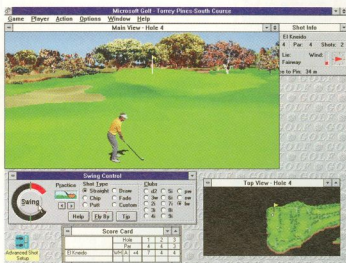 Microsoft Golf - Torrey Pines South Course
Game Player Action Options Window Help
Main View - Hole 4
Shot Info
El Kneido
4 Par: 4 Shots: 2
Lie: Wind:
Fairway
to Pin: 34 m
Swing Control
Swing
Practice
Shot Type
Straight Draw
Chip Fade
Putt Custom
Help Tip
Clubs
Top View - Hole 4
Advanced Shot Setup
Score Card
Hole 1 2 3
Par 4 4 3
El Kneido A +4 7 4 4